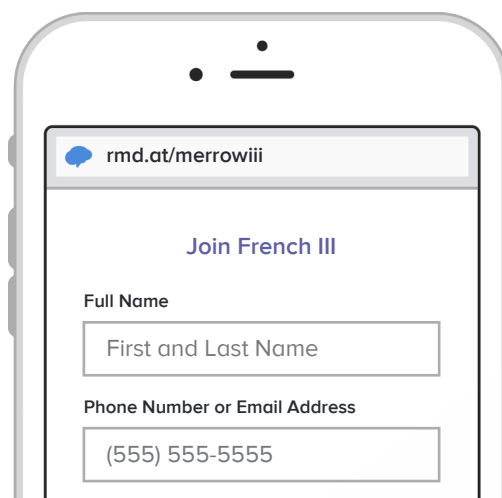 rmd.at/merrowiii
Join French III
Full Name
First and Last Name
Phone Number or Email Address
(555) 555-5555